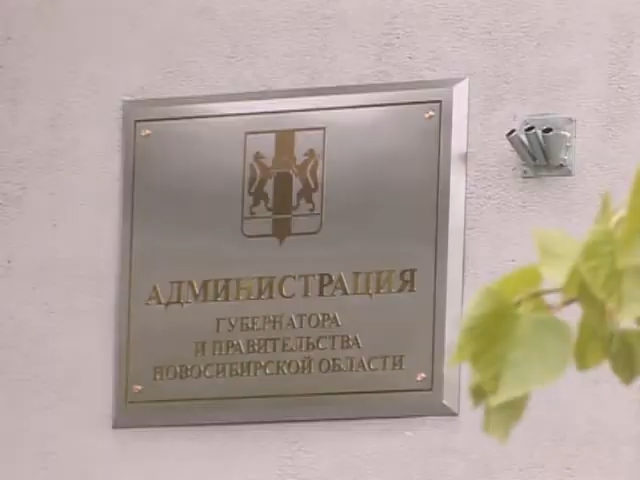 АДМИНИСТРАЦИЯ
ГУБЕРНАТОРА
И ПРАВИТЕЛЬСТВА
НОВОСИБИРСКОЙ ОБЛАСТИ